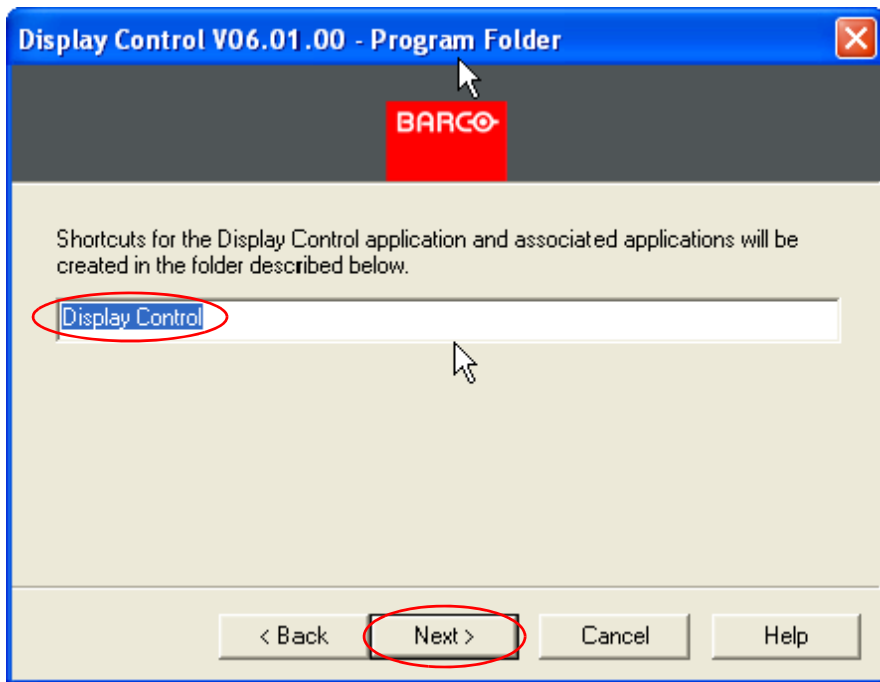 Display Control V06.01.00 - Program Folder
BARCO
Shortcuts for the Display Control application and associated applications will be
created in the folder described below.
Display Control
< Back
Next >
Cancel
Help